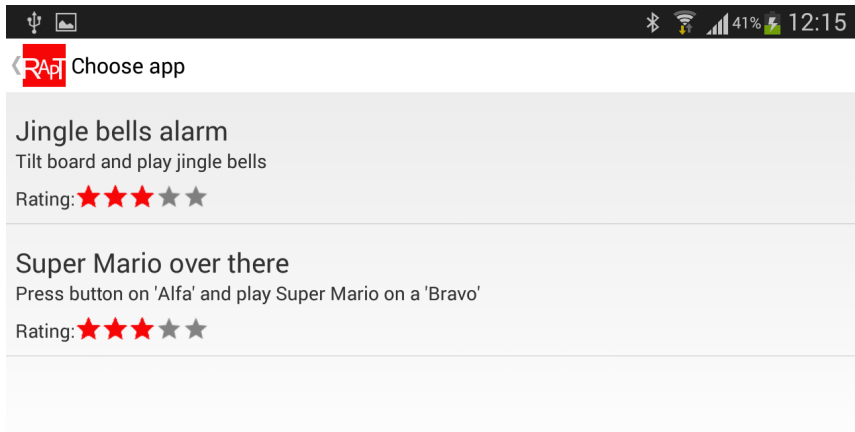 41% 12:15
RApT Choose app
Jingle bells alarm
Tilt board and play jingle bells
Rating:
Super Mario over there
Press button on 'Alfa' and play Super Mario on a 'Bravo'
Rating: